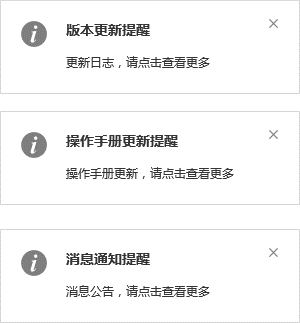 版本更新提醒
更新日志，请点击查看更多
操作手册更新提醒
操作手册更新，请点击查看更多
消息通知提醒
消息公告，请点击查看更多